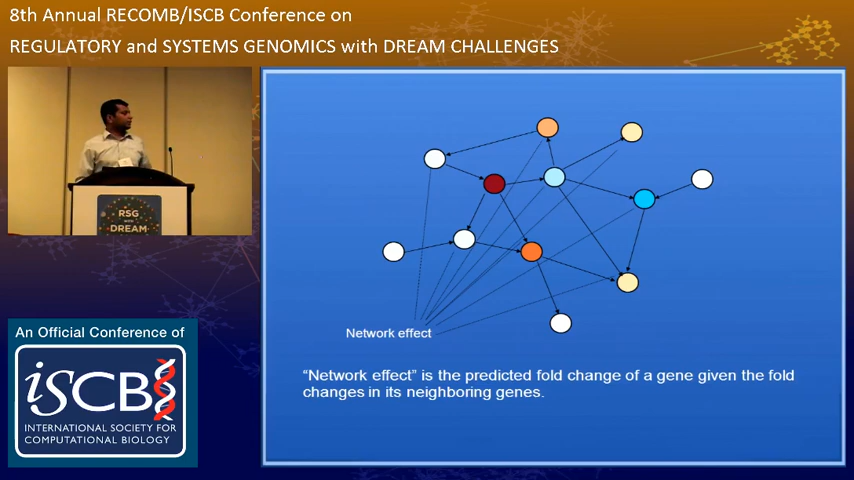 8th Annual RECOMB/ISCB Conference on
REGULATORY and SYSTEMS GENOMICS with DREAM CHALLENGES
RSG
with
DREAM
Network effect
“Network effect” is the predicted fold change of a gene given the fold
changes in its neighboring genes.
An Official Conference of
iSCB
INTERNATIONAL SOCIETY FOR
COMPUTATIONAL BIOLOGY